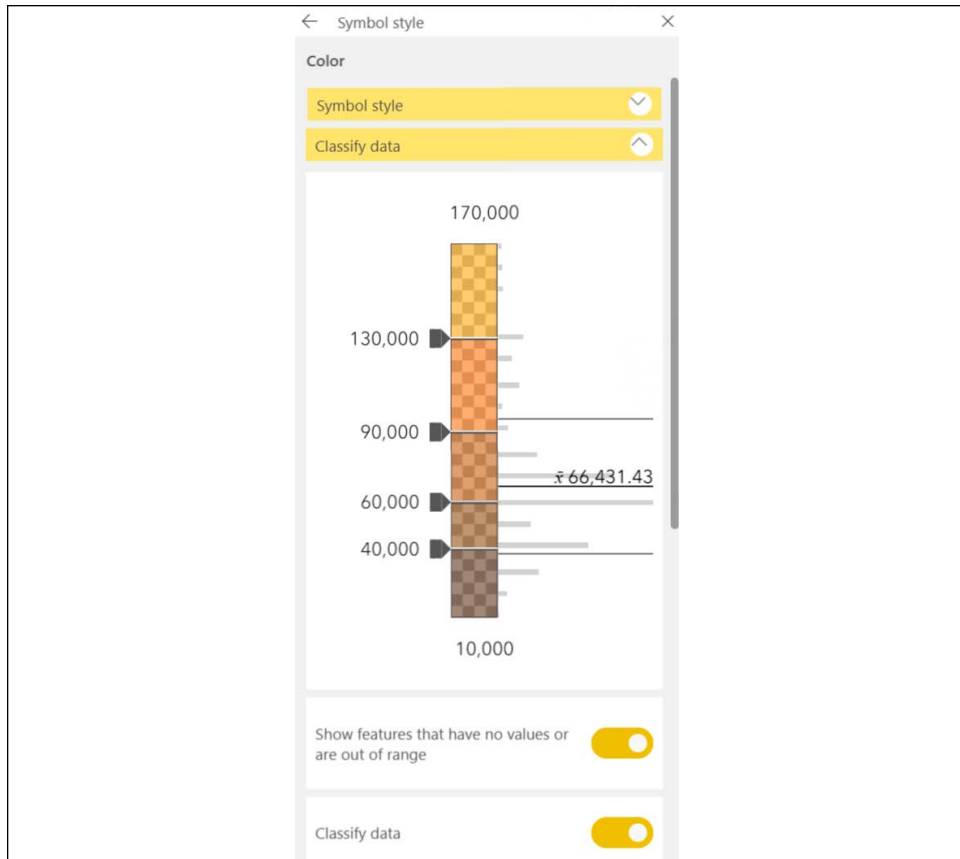 Symbol style
Color
Symbol style
Classify data
170,000
130,000
90,000
x̄ 66,431.43
60,000
40,000
10,000
Show features that have no values or
are out of range
Classify data